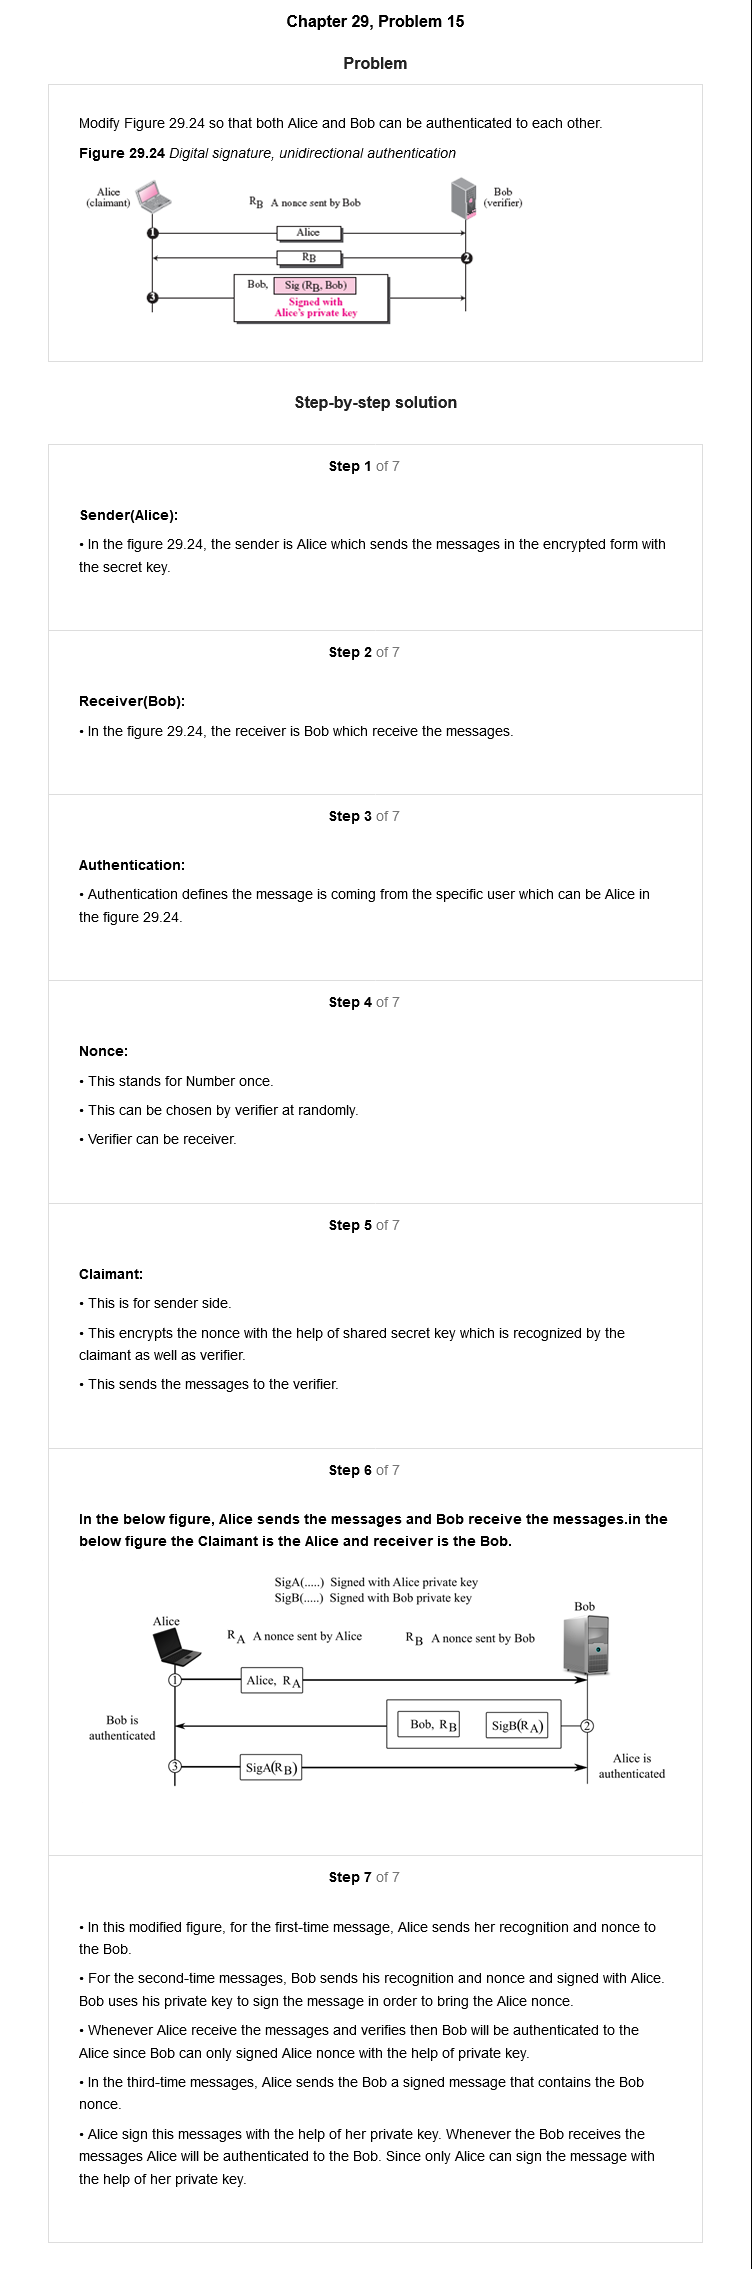 Chapter 29, Problem 15
Problem
Modify Figure 29.24 so that both Alice and Bob can be authenticated to each other.
Figure 29.24 Digital signature, unidirectional authentication
Alice
(claimant)
RB A nonce sent by Bob
Bob
(verifier)
1
Alice
RB
2
Bob, Sig (RB, Bob)
3
Signed with
Alice's private key
Step-by-step solution
Step 1 of 7
Sender(Alice):
• In the figure 29.24, the sender is Alice which sends the messages in the encrypted form with
the secret key.
Step 2 of 7
Receiver(Bob):
• In the figure 29.24, the receiver is Bob which receive the messages.
Step 3 of 7
Authentication:
• Authentication defines the message is coming from the specific user which can be Alice in
the figure 29.24.
Step 4 of 7
Nonce:
• This stands for Number once.
• This can be chosen by verifier at randomly.
• Verifier can be receiver.
Step 5 of 7
Claimant:
• This is for sender side.
• This encrypts the nonce with the help of shared secret key which is recognized by the
claimant as well as verifier.
• This sends the messages to the verifier.
Step 6 of 7
In the below figure, Alice sends the messages and Bob receive the messages.in the
below figure the Claimant is the Alice and receiver is the Bob.
SigA(.....) Signed with Alice private key
SigB(.....) Signed with Bob private key
Bob
Alice
RA A nonce sent by Alice
RB A nonce sent by Bob
1
Alice, RA
Bob is
authenticated
Bob, RB
SigB(RA)
2
3
SigA(RB)
Alice is
authenticated
Step 7 of 7
• In this modified figure, for the first-time message, Alice sends her recognition and nonce to
the Bob.
• For the second-time messages, Bob sends his recognition and nonce and signed with Alice.
Bob uses his private key to sign the message in order to bring the Alice nonce.
• Whenever Alice receive the messages and verifies then Bob will be authenticated to the
Alice since Bob can only signed Alice nonce with the help of private key.
• In the third-time messages, Alice sends the Bob a signed message that contains the Bob
nonce.
• Alice sign this messages with the help of her private key. Whenever the Bob receives the
messages Alice will be authenticated to the Bob. Since only Alice can sign the message with
the help of her private key.